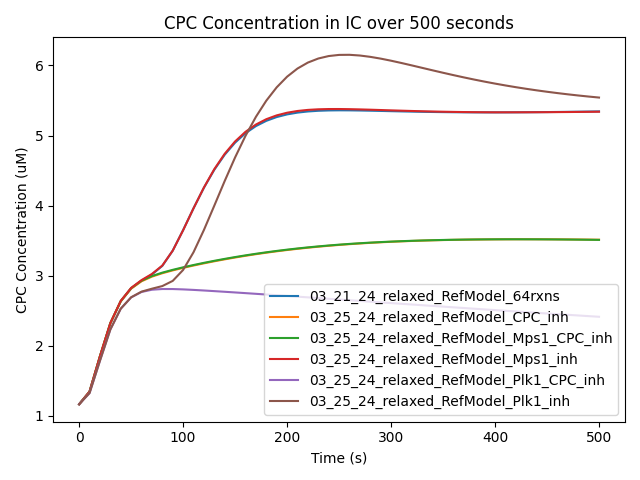 CPC Concentration in IC over 500 seconds
CPC Concentration (uM)
6
5
4
3
2
1
03_21_24_relaxed_RefModel_64rxns
03_25_24_relaxed_RefModel_CPC_inh
03_25_24_relaxed_RefModel_Mps1_CPC_inh
03_25_24_relaxed_RefModel_Mps1_inh
03_25_24_relaxed_RefModel_Plk1_CPC_inh
03_25_24_relaxed_RefModel_Plk1_inh
0 100 200 300 400 500
Time (s)